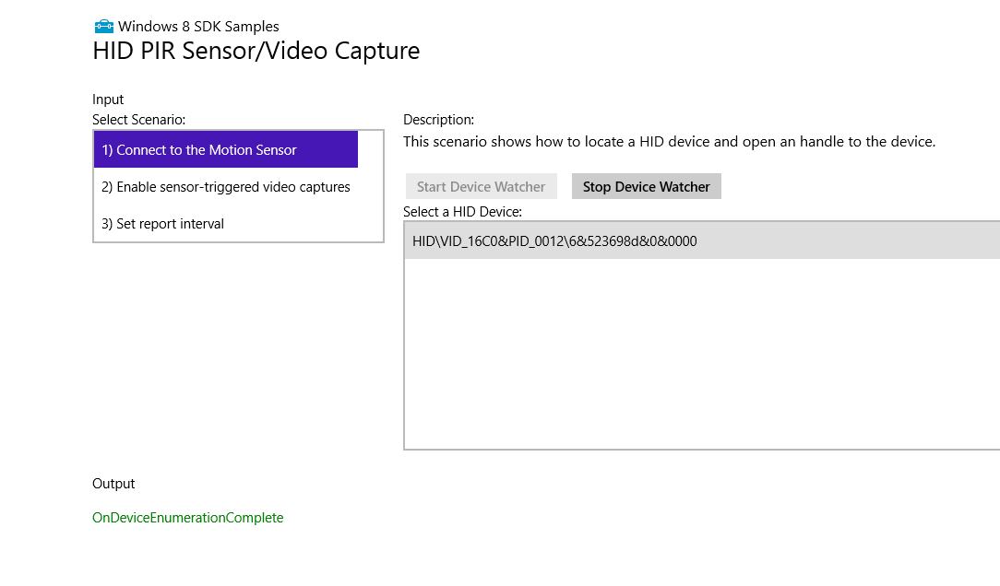 Windows 8 SDK Samples
HID PIR Sensor/Video Capture
Input
Select Scenario:
1) Connect to the Motion Sensor
2) Enable sensor-triggered video captures
3) Set report interval
Description:
This scenario shows how to locate a HID device and open an handle to the device.
Start Device Watcher
Stop Device Watcher
Select a HID Device:
HID\VID_16C0&PID_0012\6&523698d&0&0000
Output
OnDeviceEnumerationComplete